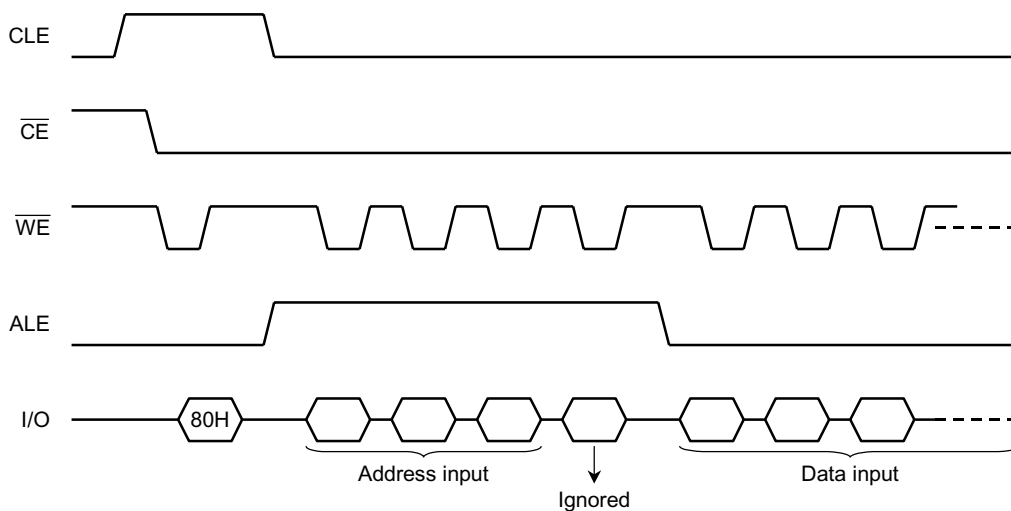 CLE
CE
WE
ALE
I/O
80H
Address input
Ignored
Data input